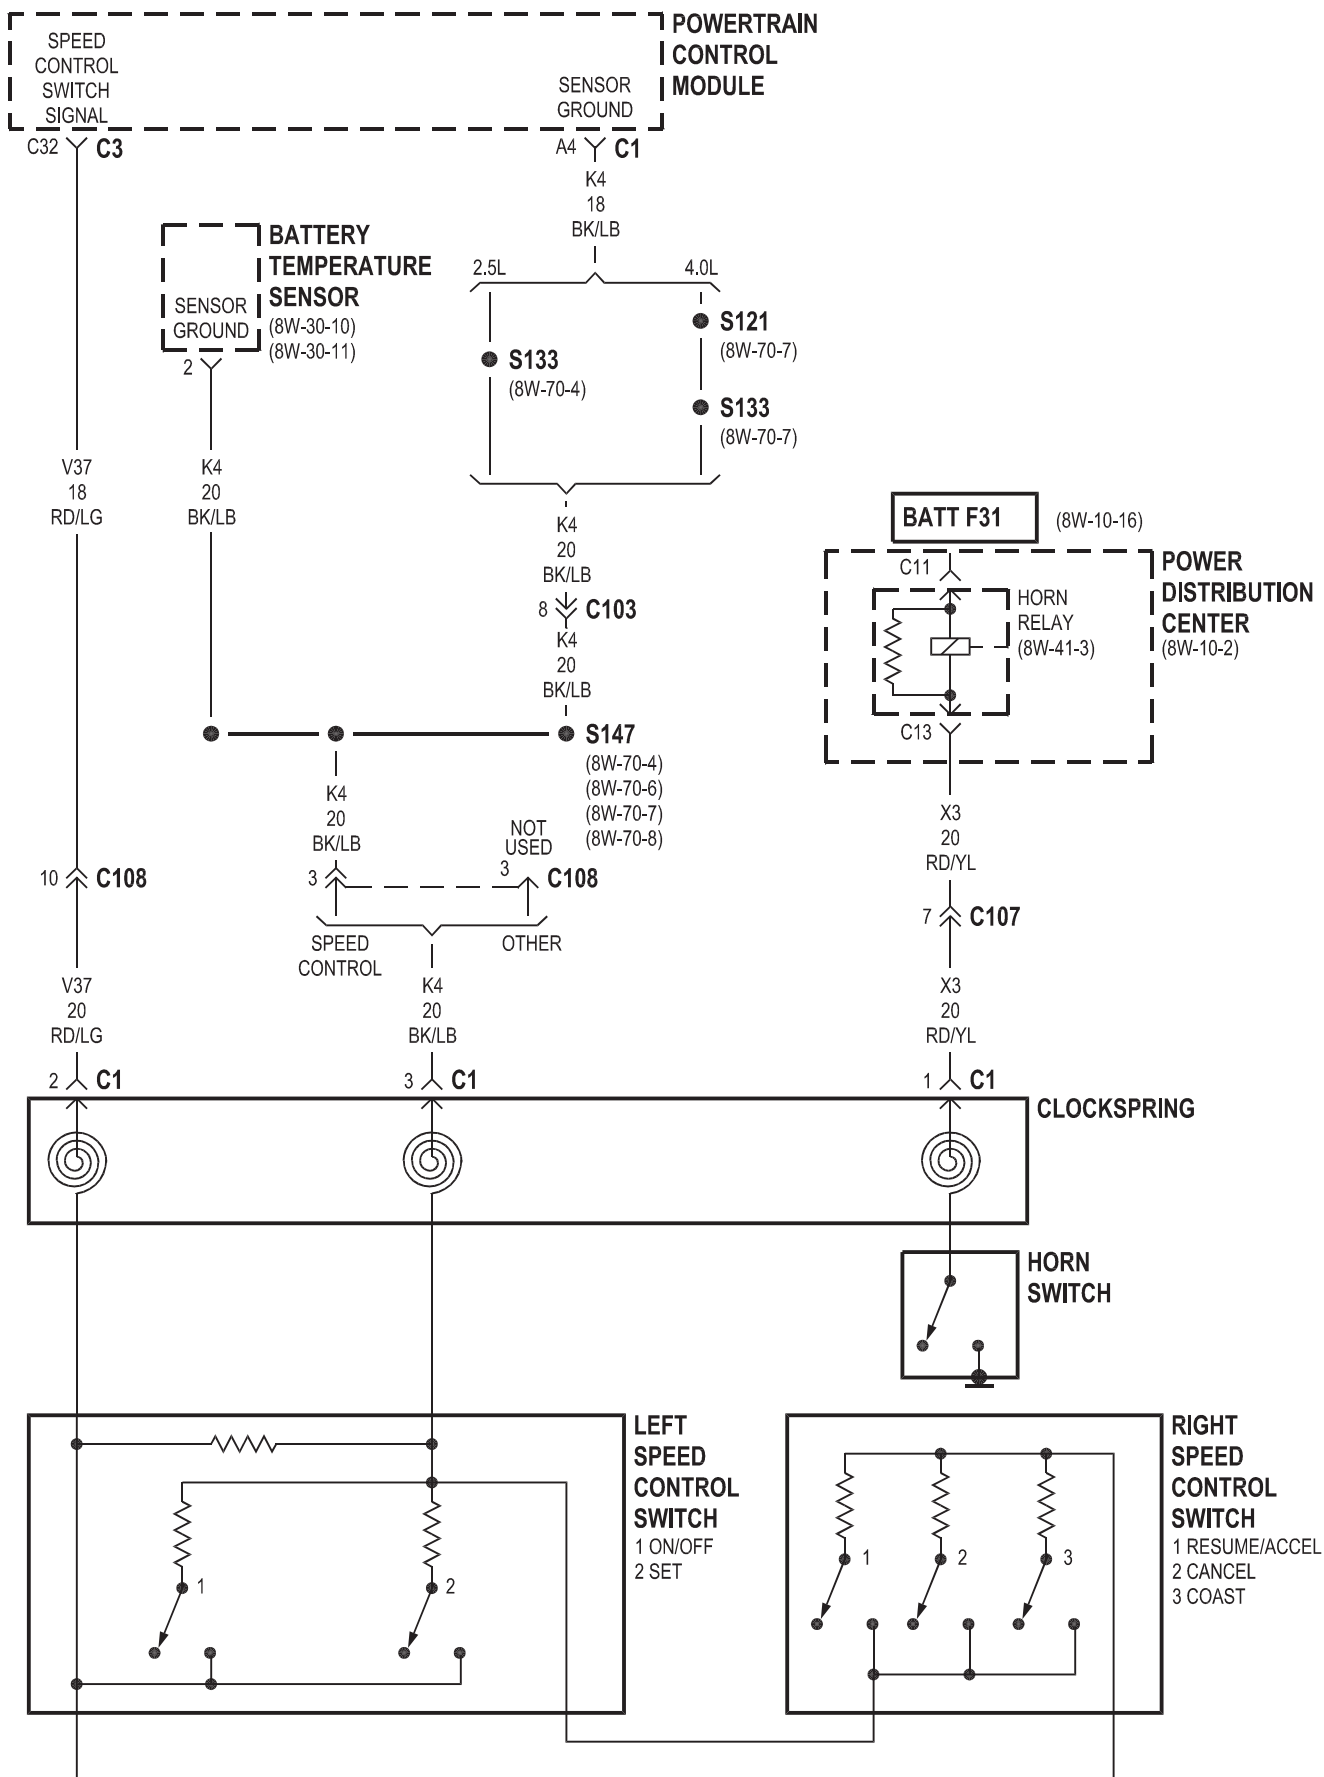 POWERTRAIN
CONTROL
MODULE
SPEED
CONTROL
SWITCH
SIGNAL
SENSOR
GROUND
C32
C3
A4
C1
K4
18
BK/LB
BATTERY
TEMPERATURE
SENSOR
(8W-30-10)
(8W-30-11)
SENSOR
GROUND
2
2.5L
4.0L
S121
(8W-70-7)
S133
(8W-70-4)
S133
(8W-70-7)
V37
18
RD/LG
K4
20
BK/LB
K4
20
BK/LB
8 C103
K4
20
BK/LB
BATT F31
(8W-10-16)
C11
HORN
RELAY
(8W-41-3)
POWER
DISTRIBUTION
CENTER
(8W-10-2)
C13
S147
(8W-70-4)
(8W-70-6)
(8W-70-7)
(8W-70-8)
K4
20
BK/LB
NOT
USED
X3
20
RD/YL
10 C108
3
3 C108
7 C107
SPEED
CONTROL
OTHER
V37
20
RD/LG
K4
20
BK/LB
X3
20
RD/YL
2 C1
3 C1
1 C1
CLOCKSPRING
HORN
SWITCH
LEFT
SPEED
CONTROL
SWITCH
1 ON/OFF
2 SET
1
2
RIGHT
SPEED
CONTROL
SWITCH
1 RESUME/ACCEL
2 CANCEL
3 COAST
1
2
3